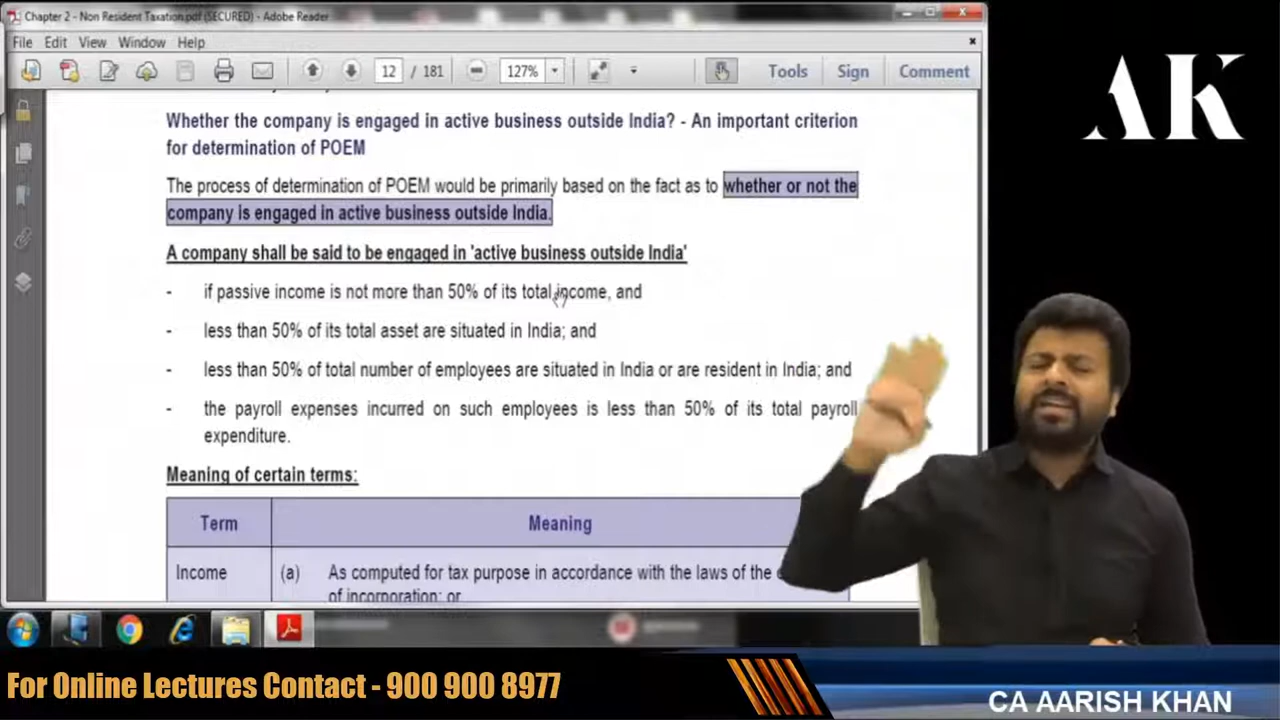 Chapter 2 - Non Resident Taxation.pdf (SECURED) - Adobe Reader
File Edit View Window Help
12 / 181 127% Tools Sign Comment
AK
Whether the company is engaged in active business outside India? - An important criterion
for determination of POEM
The process of determination of POEM would be primarily based on the fact as to whether or not the
company is engaged in active business outside India.
A company shall be said to be engaged in 'active business outside India'
- if passive income is not more than 50% of its total income, and
- less than 50% of its total asset are situated in India; and
- less than 50% of total number of employees are situated in India or are resident in India; and
- the payroll expenses incurred on such employees is less than 50% of its total payroll
expenditure.
Meaning of certain terms:
Term Meaning
Income (a) As computed for tax purpose in accordance with the laws of the
of incorporation; or
For Online Lectures Contact - 900 900 8977
CA AARISH KHAN